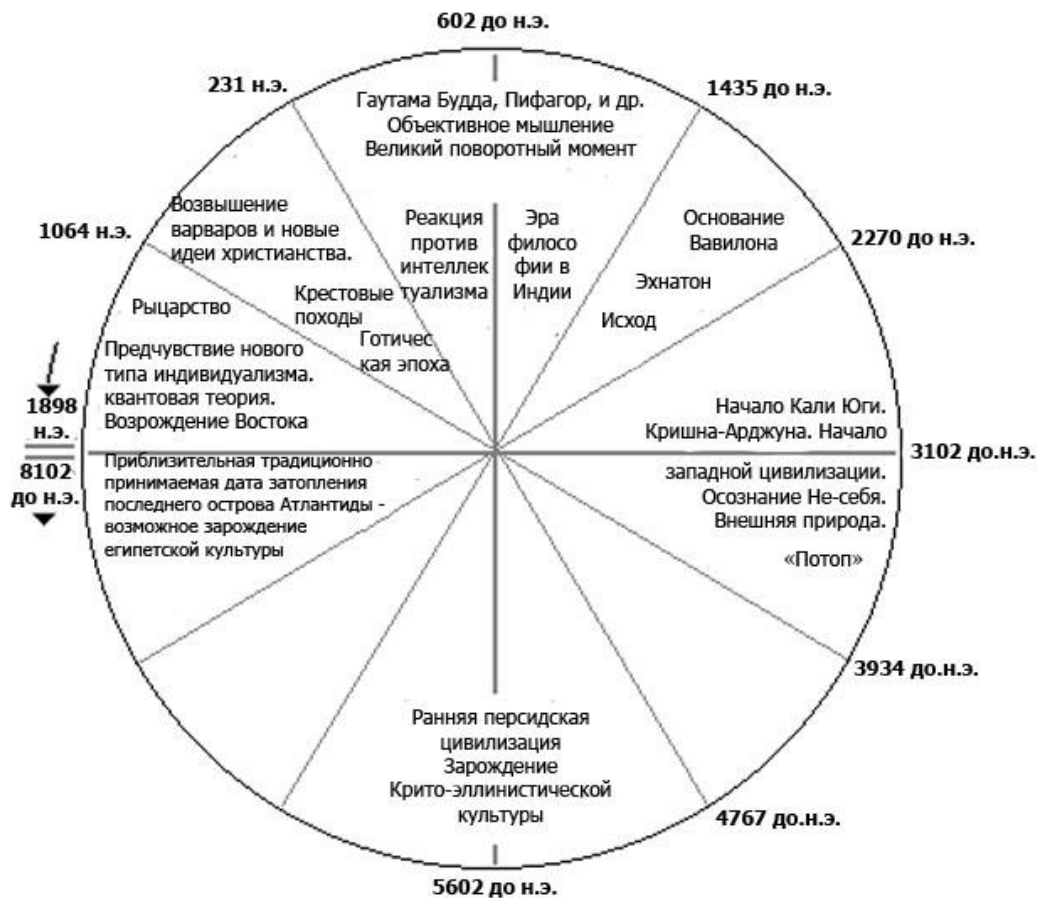 602 до н.э.
231 н.э.
1435 до н.э.
Гаутама Будда, Пифагор, и др.
Объективное мышление
Великий поворотный момент
1064 н.э.
Возвышение
варваров и новые
идеи христианства.
Реакция
против
интеллек
туализма
Эра
филосо
фии в
Индии
Основание
Вавилона
2270 до н.э.
Эхнатон
Исход
Рыцарство
Крестовые
походы
Готичес
кая эпоха
Предчувствие нового
типа индивидуализма.
квантовая теория.
Возрождение Востока
1898
н.э.
8102
до н.э.
Начало Кали Юги.
Кришна-Арджуна. Начало
3102 до.н.э.
западной цивилизации.
Осознание Не-себя.
Внешняя природа.
«Потоп»
Приблизительная традиционно
принимаемая дата затопления
последнего острова Атлантиды -
возможное зарождение
египетской культуры
3934 до.н.э.
Ранняя персидская
цивилизация
Зарождение
Крито-эллинистической
культуры
4767 до.н.э.
5602 до н.э.